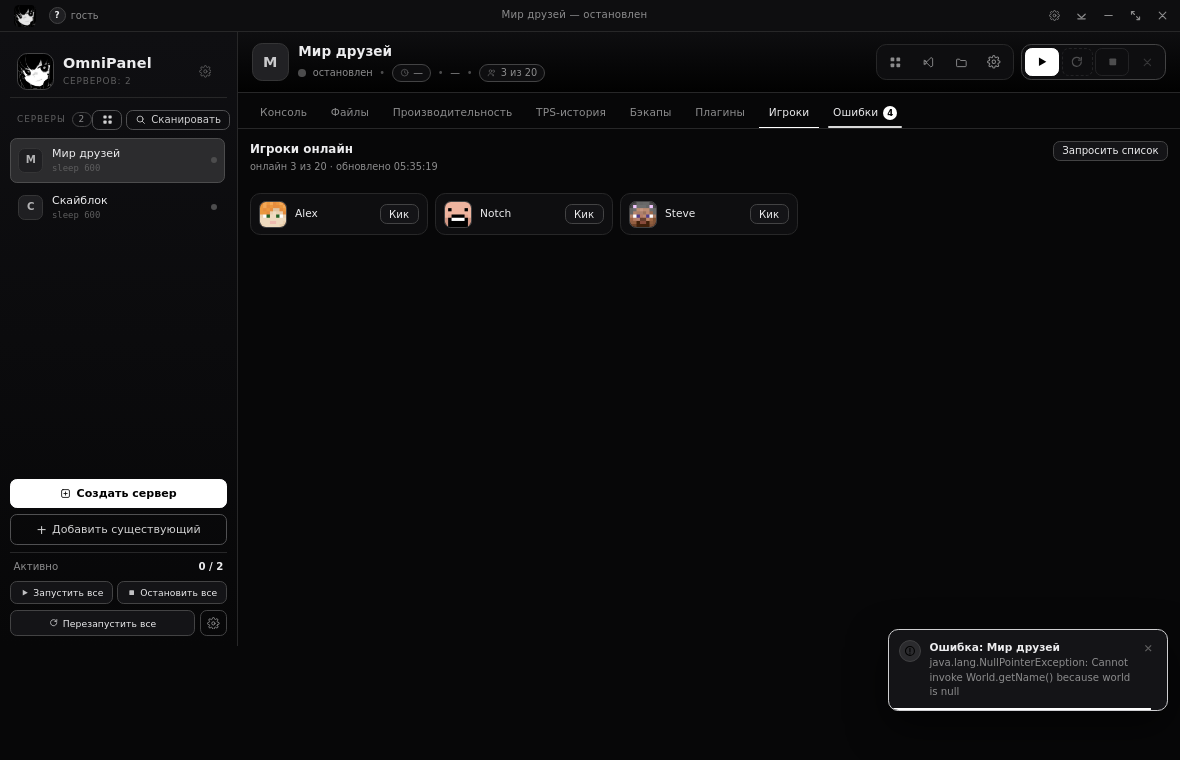 ? гость
Мир друзей — остановлен
OmniPanel
СЕРВЕРОВ: 2
СЕРВЕРЫ 2
Сканировать
M Мир друзей
sleep 600
С Скайблок
sleep 600
Создать сервер
+ Добавить существующий
Активно 0 / 2
Запустить все
Остановить все
Перезапустить все
M Мир друзей
остановлен • — • — • 3 из 20
Консоль Файлы Производительность TPS-история Бэкапы Плагины Игроки Ошибки 4
Игроки онлайн
онлайн 3 из 20 · обновлено 05:35:19
Запросить список
Alex Кик
Notch Кик
Steve Кик
Ошибка: Мир друзей
java.lang.NullPointerException: Cannot
invoke World.getName() because world
is null